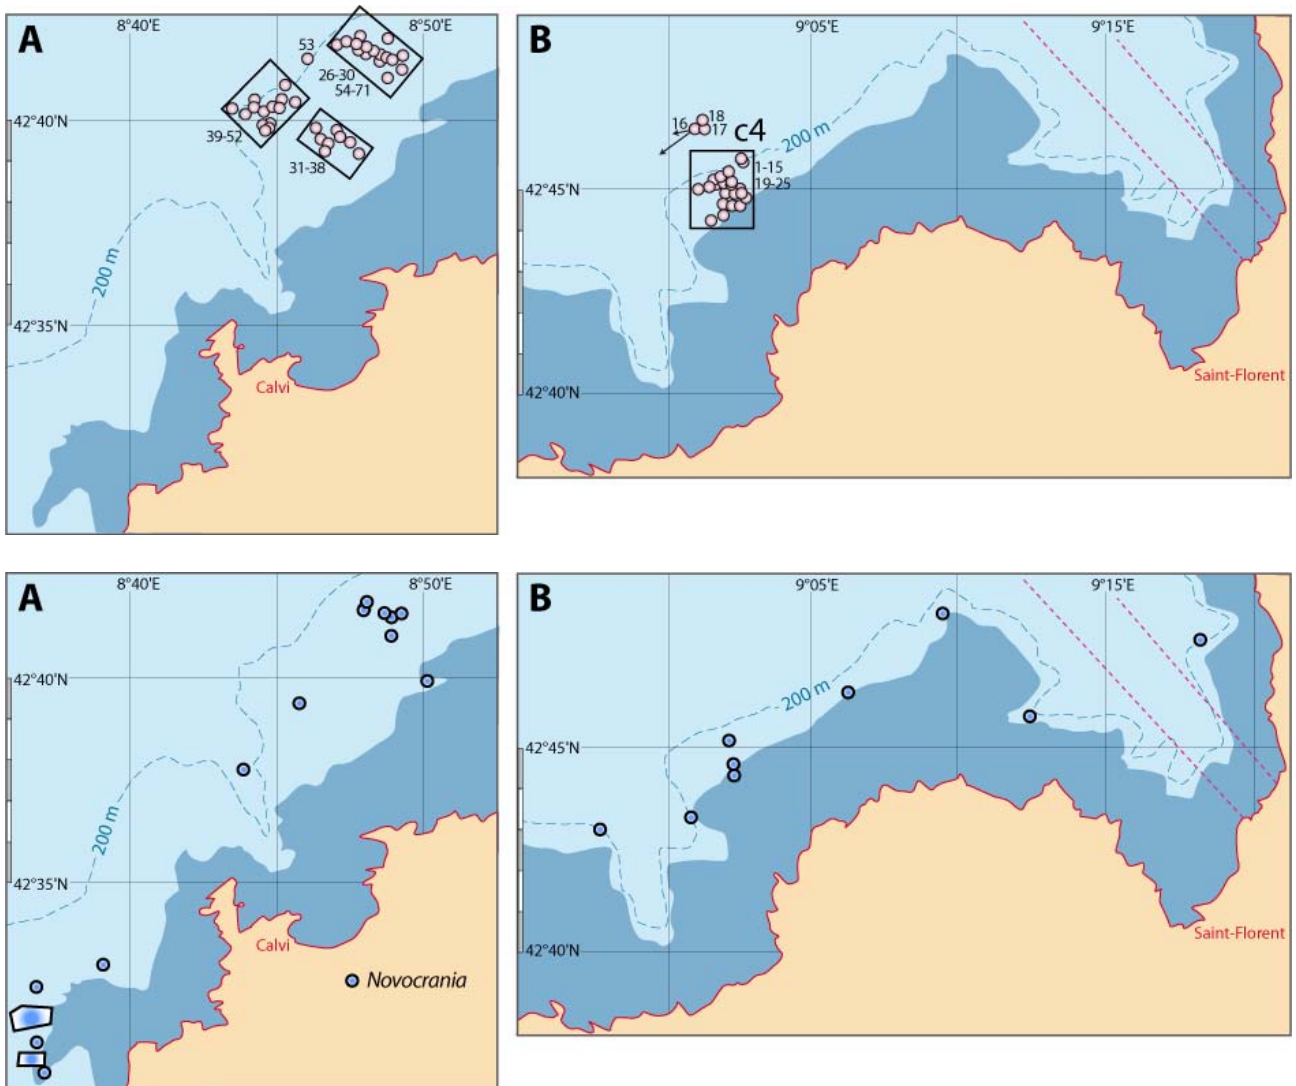 A
8°40'E
8°50'E
53
26-30
54-71
42°40'N
39-52
31-38
200 m
42°35'N
Calvi
B
9°05'E
9°15'E
16
18
17
c4
200 m
1-15
19-25
42°45'N
42°40'N
Saint-Florent
A
8°40'E
8°50'E
42°40'N
200 m
42°35'N
Calvi
Novocrania
B
9°05'E
9°15'E
200 m
42°45'N
42°40'N
Saint-Florent